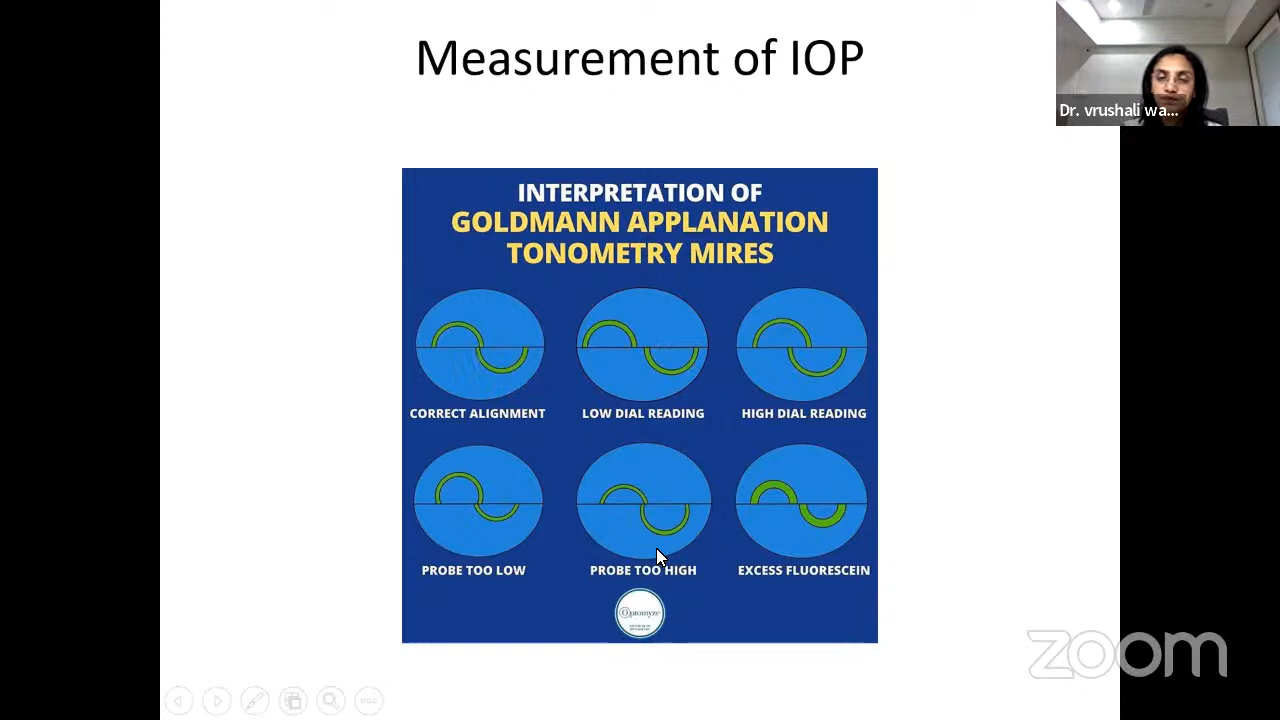 Measurement of IOP
Dr. vrushali wa...
INTERPRETATION OF
GOLDMANN APPLANATION
TONOMETRY MIRES
CORRECT ALIGNMENT
LOW DIAL READING
HIGH DIAL READING
PROBE TOO LOW
PROBE TOO HIGH
EXCESS FLUORESCEIN
Optomyze
zoom